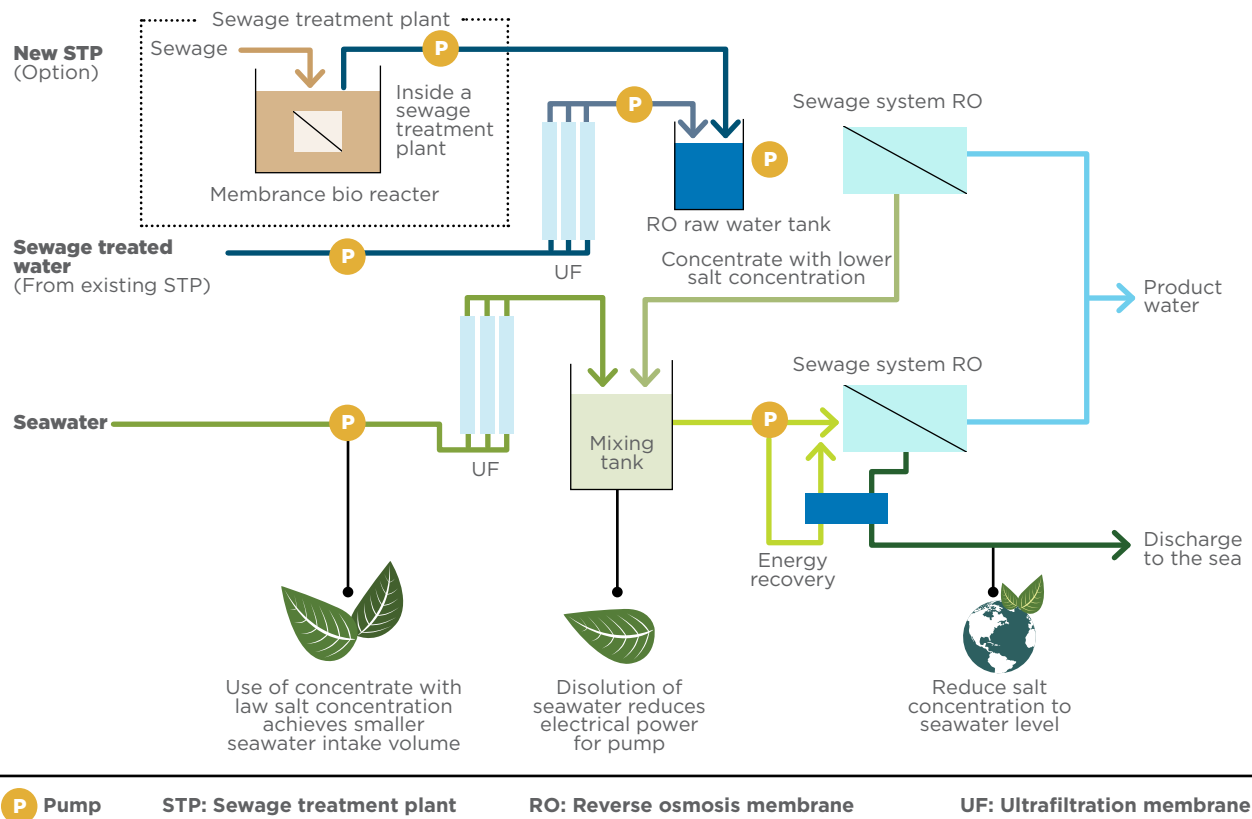 Sewage treatment plant
New STP
(Option)
Sewage
P
Inside a
sewage
treatment
plant
Membrance bio reacter
P
P
RO raw water tank
Sewage system RO
Sewage treated
water
(From existing STP)
P
UF
Concentrate with lower
salt concentration
Product
water
Seawater
P
UF
Mixing
tank
P
Sewage system RO
Energy
recovery
Discharge
to the sea
Use of concentrate with
law salt concentration
achieves smaller
seawater intake volume
Disolution of
seawater reduces
electrical power
for pump
Reduce salt
concentration to
seawater level
P Pump
STP: Sewage treatment plant
RO: Reverse osmosis membrane
UF: Ultrafiltration membrane